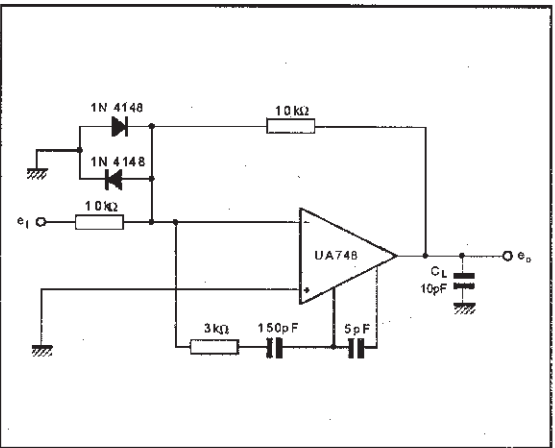 1N 4148
10kΩ
1N 4148
10kΩ
eI
-
UA748
eo
CL
10pF
+
3kΩ 150pF 5pF